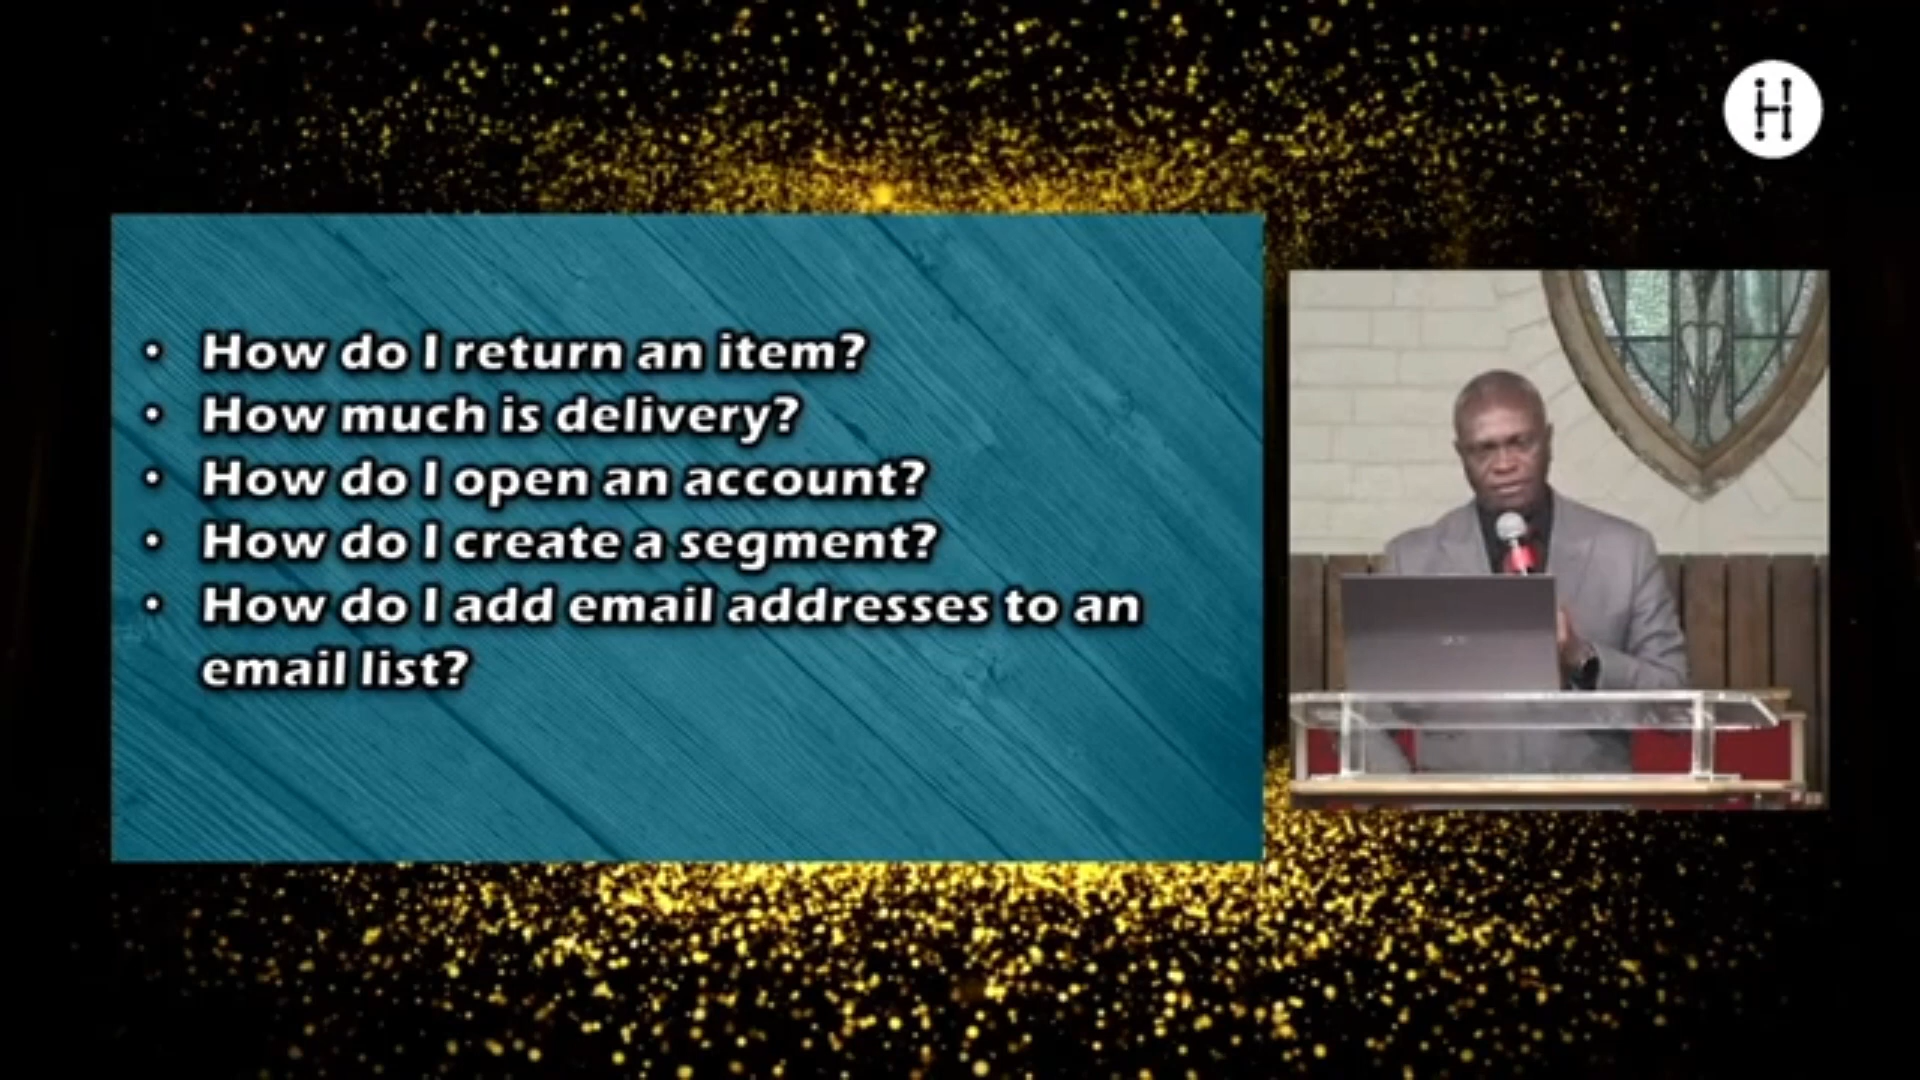 H
• How do I return an item?
• How much is delivery?
• How do I open an account?
• How do I create a segment?
• How do I add email addresses to an
email list?